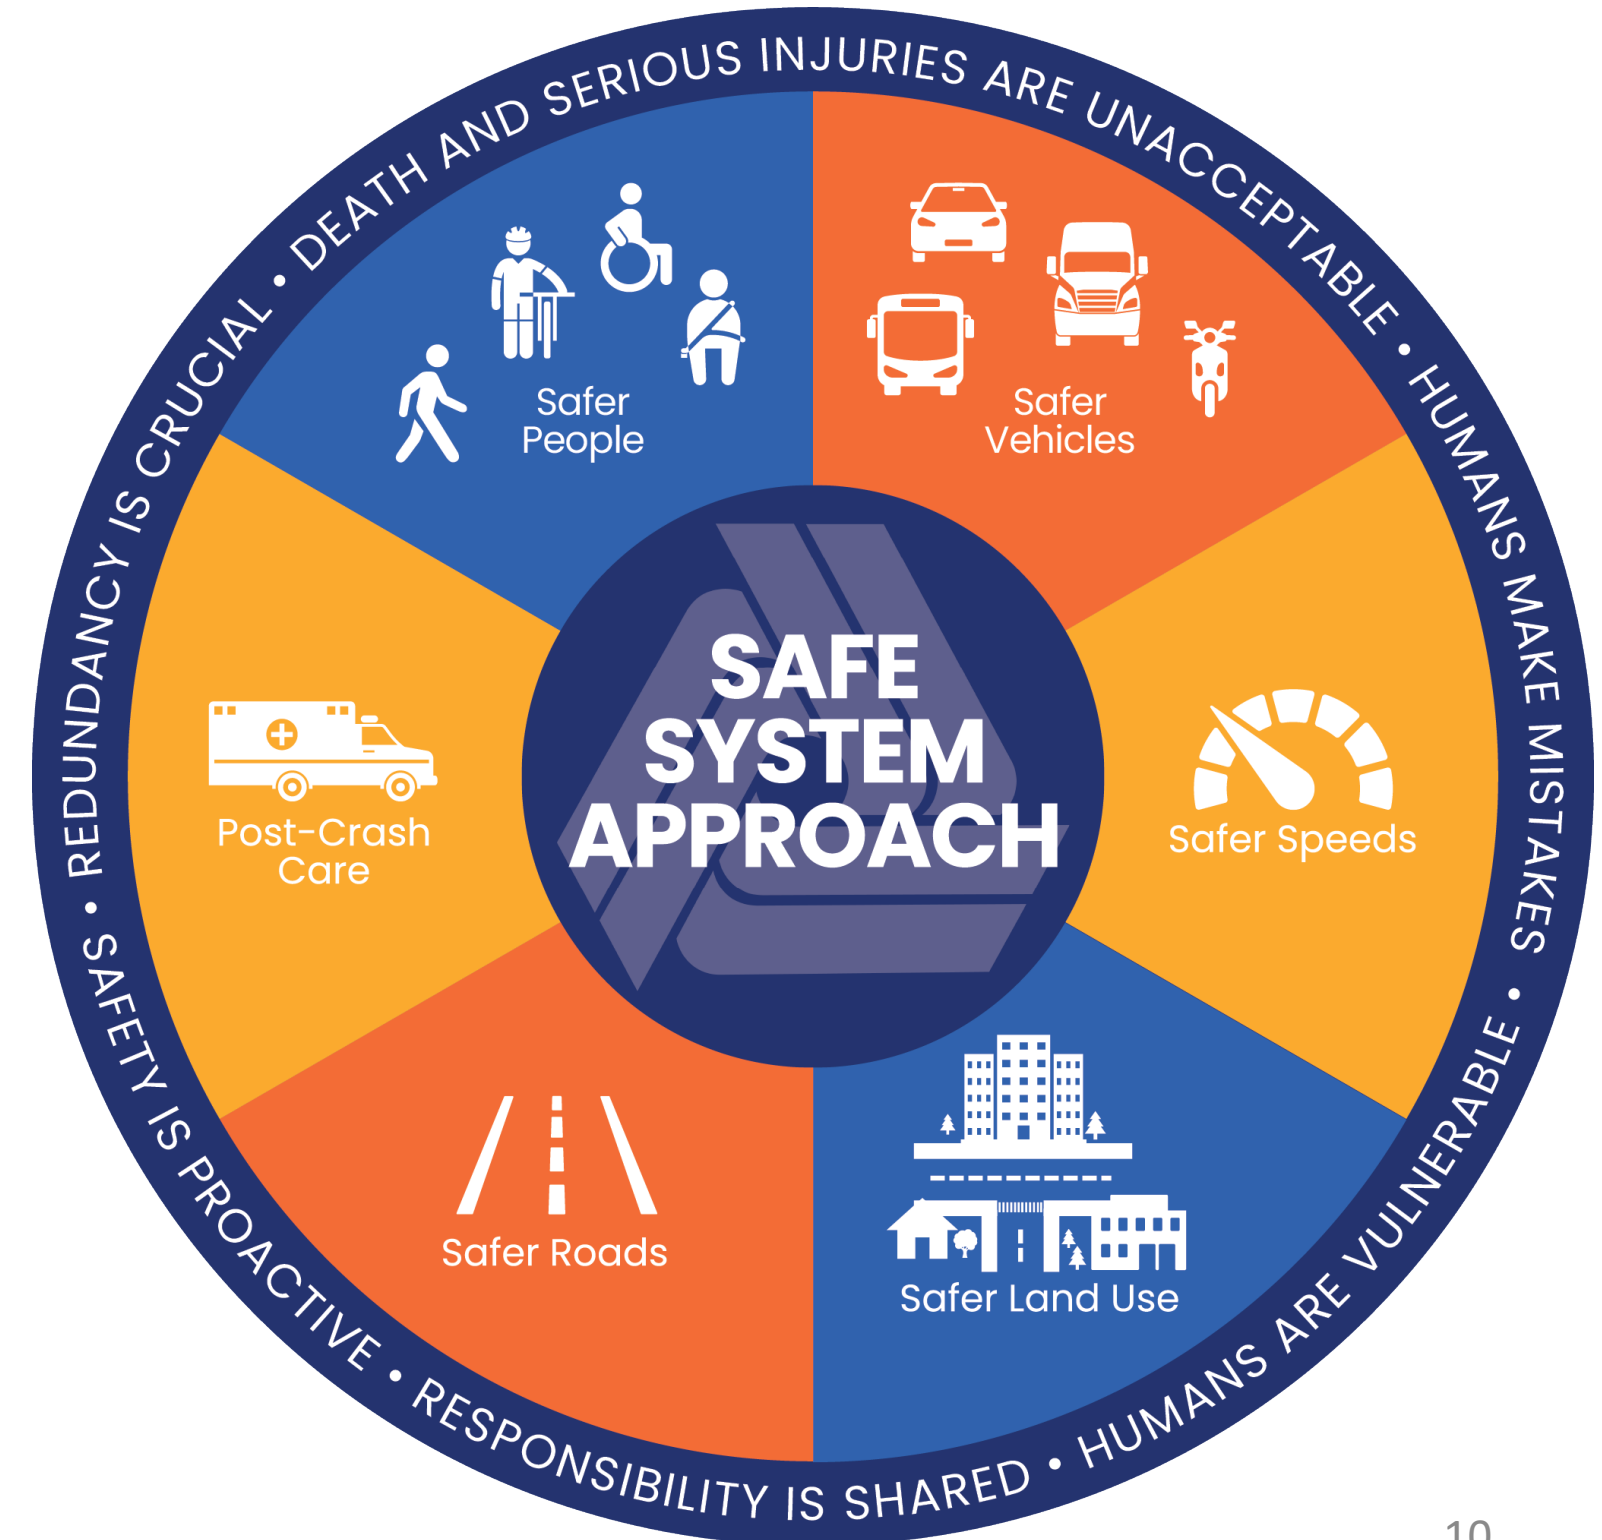 DEATH AND SERIOUS INJURIES ARE UNACCEPTABLE • HUMANS MAKE MISTAKES • HUMANS ARE VULNERABLE • RESPONSIBILITY IS SHARED • SAFETY IS PROACTIVE • REDUNDANCY IS CRUCIAL •
Safer
People
Safer
Vehicles
SAFE
SYSTEM
APPROACH
Post-Crash
Care
Safer Speeds
Safer Roads
Safer Land Use
10